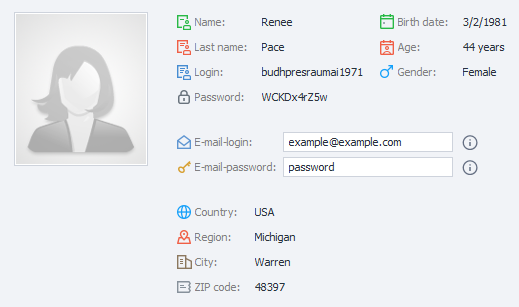 Name: Renee Birth date: 3/2/1981
Last name: Pace Age: 44 years
Login: budhpresraumai1971 Gender: Female
Password: WCKDx4rZ5w
E-mail-login: example@example.com
E-mail-password: password
Country: USA
Region: Michigan
City: Warren
ZIP code: 48397